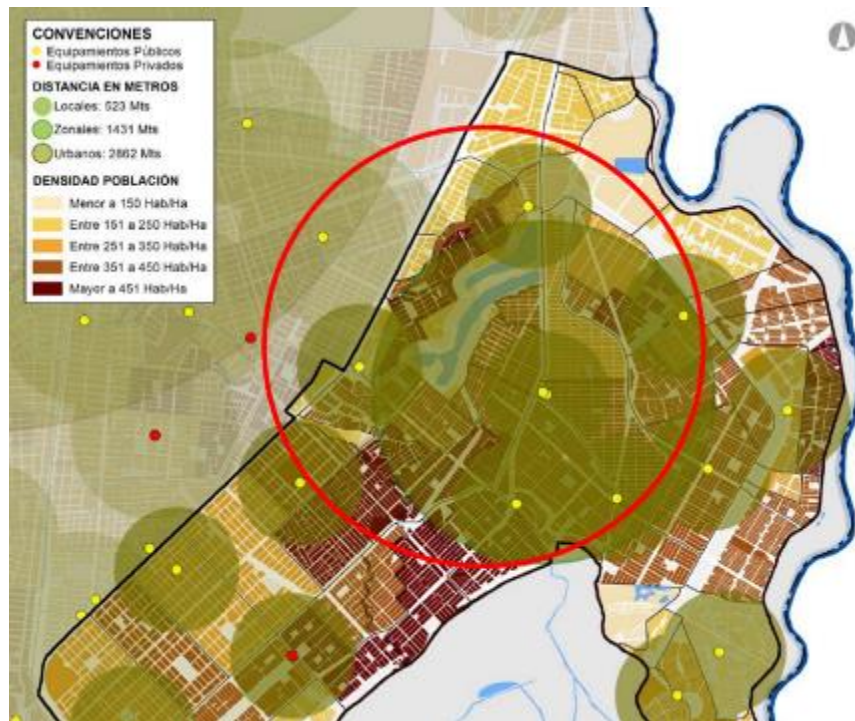 CONVENCIONES
Equipamientos Públicos
Equipamientos Privados
DISTANCIA EN METROS
Locales: 523 Mts
Zonales: 1431 Mts
Urbanos: 2862 Mts
DENSIDAD POBLACIÓN
Menor a 150 Hab/Ha
Entre 151 a 250 Hab/Ha
Entre 251 a 350 Hab/Ha
Entre 351 a 450 Hab/Ha
Mayor a 451 Hab/Ha